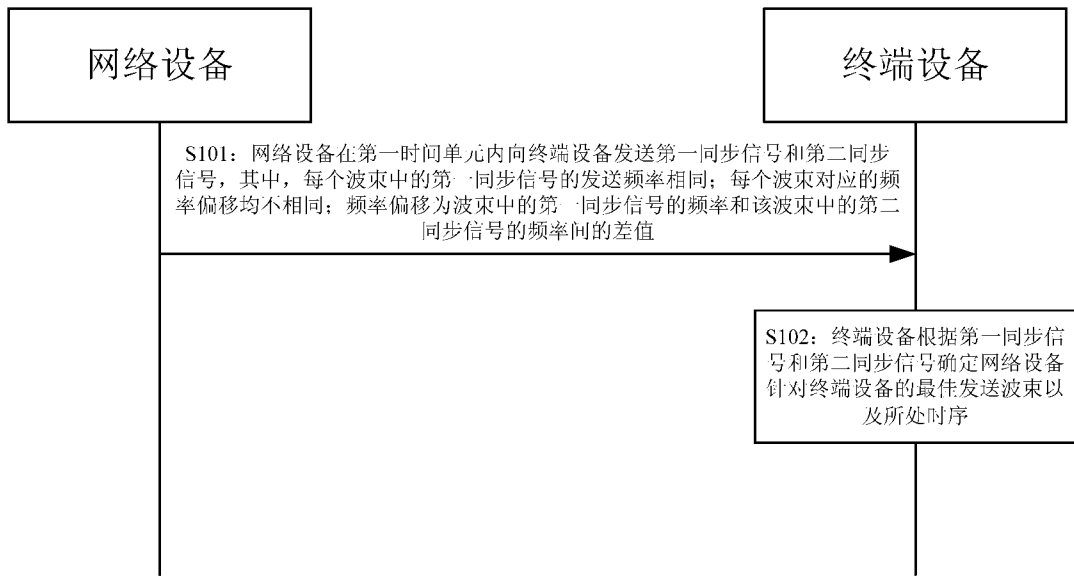 网络设备
终端设备
S101：网络设备在第一时间单元内向终端设备发送第一同步信号和第二同步
信号，其中，每个波束中的第一同步信号的发送频率相同；每个波束对应的频
率偏移均不相同；频率偏移为波束中的第一同步信号的频率和该波束中的第二
同步信号的频率间的差值
S102：终端设备根据第一同步信
号和第二同步信号确定网络设备
针对终端设备的最佳发送波束以
及所处时序